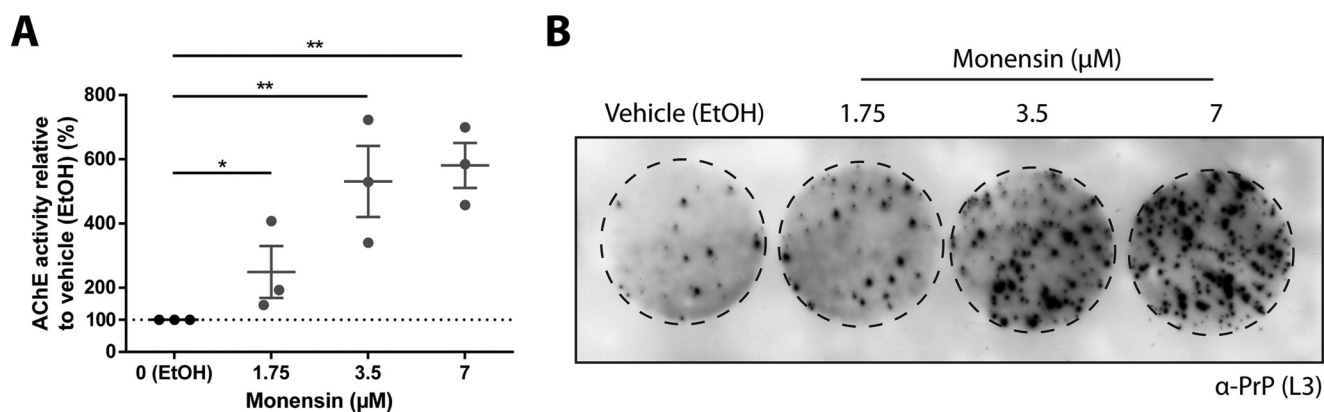 A
**
**
*
AChE activity relative
to vehicle (EtOH) (%)
800
600
400
200
100
0
0 (EtOH)
1.75
3.5
7
Monensin (µM)
B
Monensin (µM)
Vehicle (EtOH)
1.75
3.5
7
α-PrP (L3)